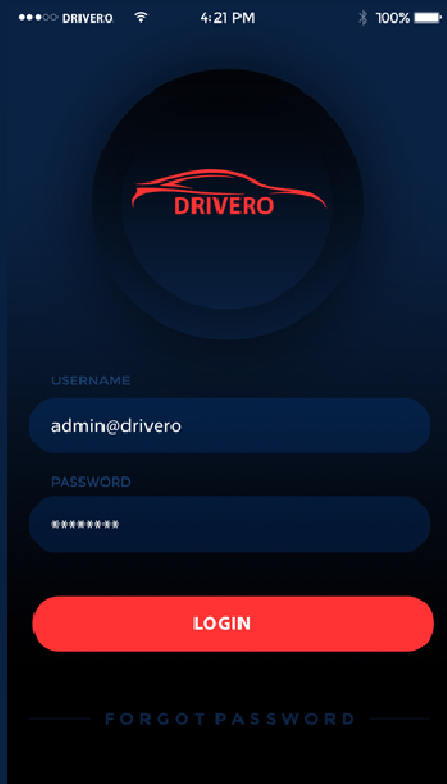 DRIVERO 4:21 PM 100%
DRIVERO
USERNAME
admin@drivero
PASSWORD
********
LOGIN
FORGOT PASSWORD